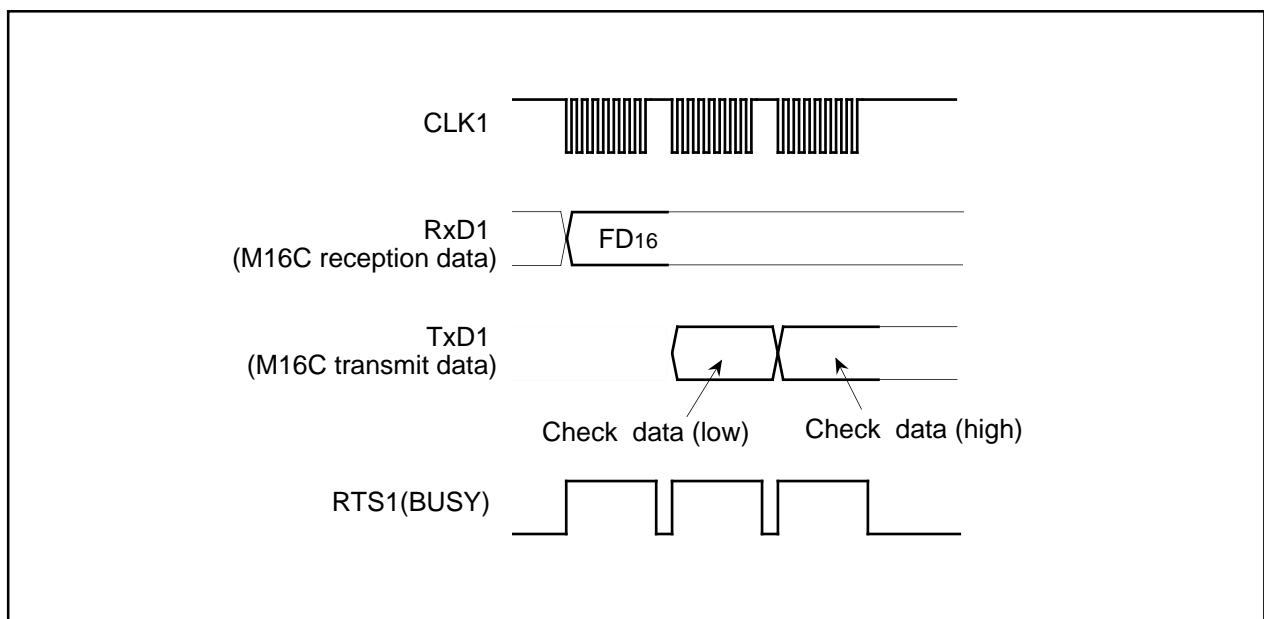 CLK1
RxD1
(M16C reception data)
FD16
TxD1
(M16C transmit data)
Check data (low)
Check data (high)
RTS1(BUSY)